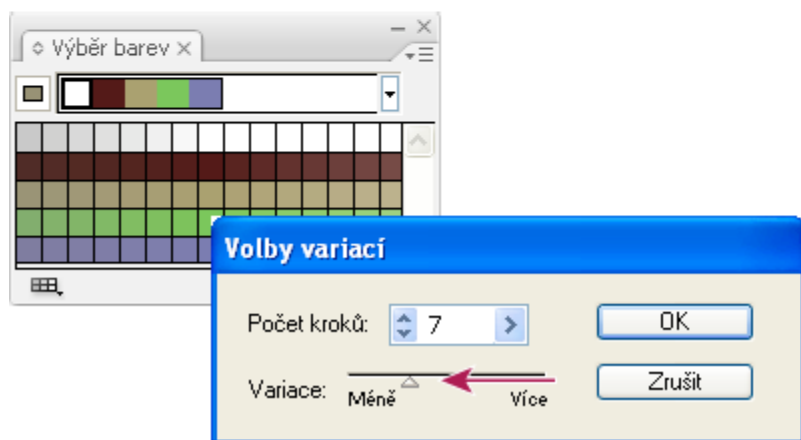 Výběr barev
Volby variací
Počet kroků: 7
OK
Variace: Méně Více
Zrušit